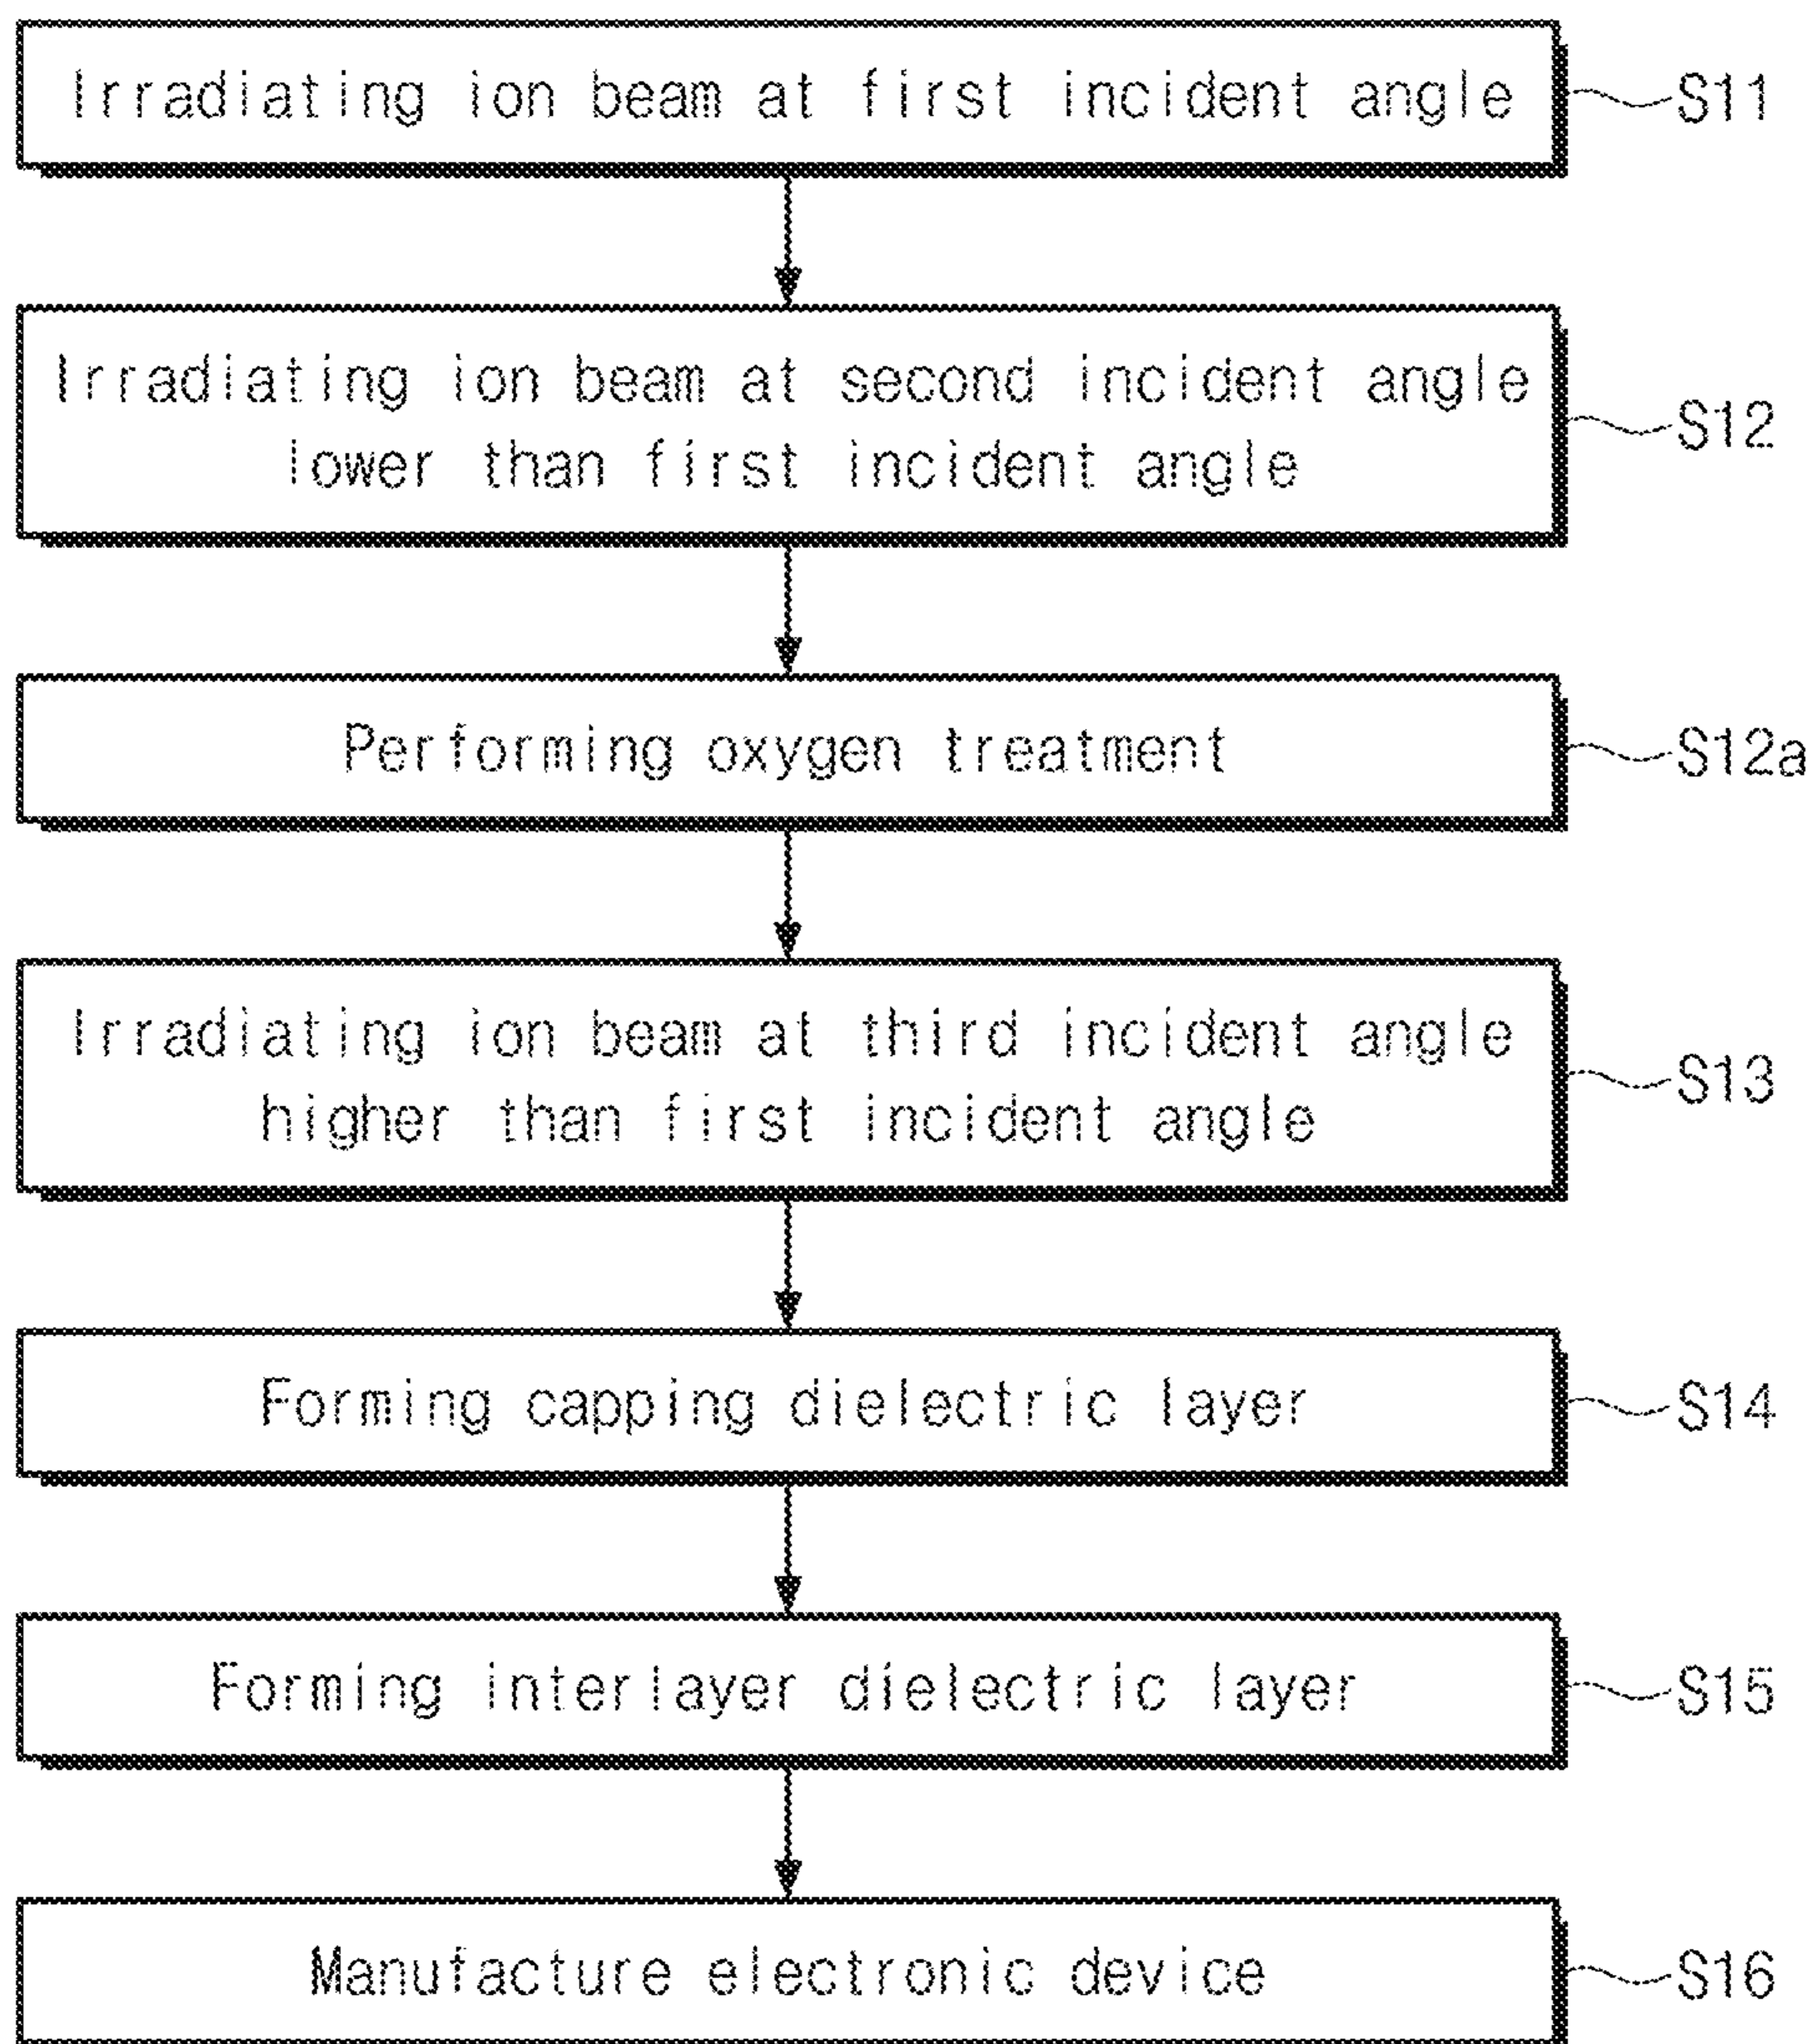 Irradiating ion beam at first incident angle
S11
Irradiating ion beam at second incident angle
lower than first incident angle
S12
Performing oxygen treatment
S12a
Irradiating ion beam at third incident angle
higher than first incident angle
S13
Forming capping dielectric layer
S14
Forming interlayer dielectric layer
S15
Manufacture electronic device
S16